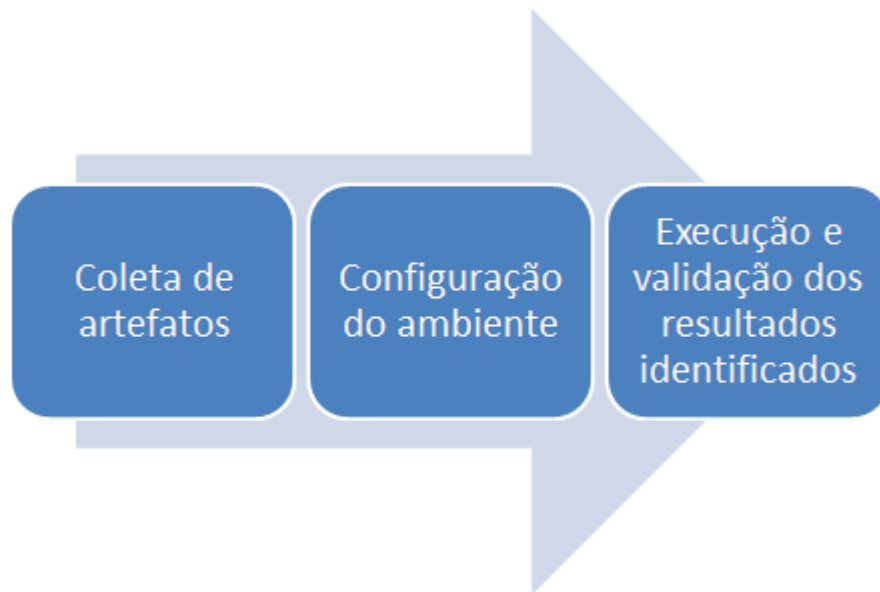 Coleta de
artefatos
Configuração
do ambiente
Execução e
validação dos
resultados
identificados